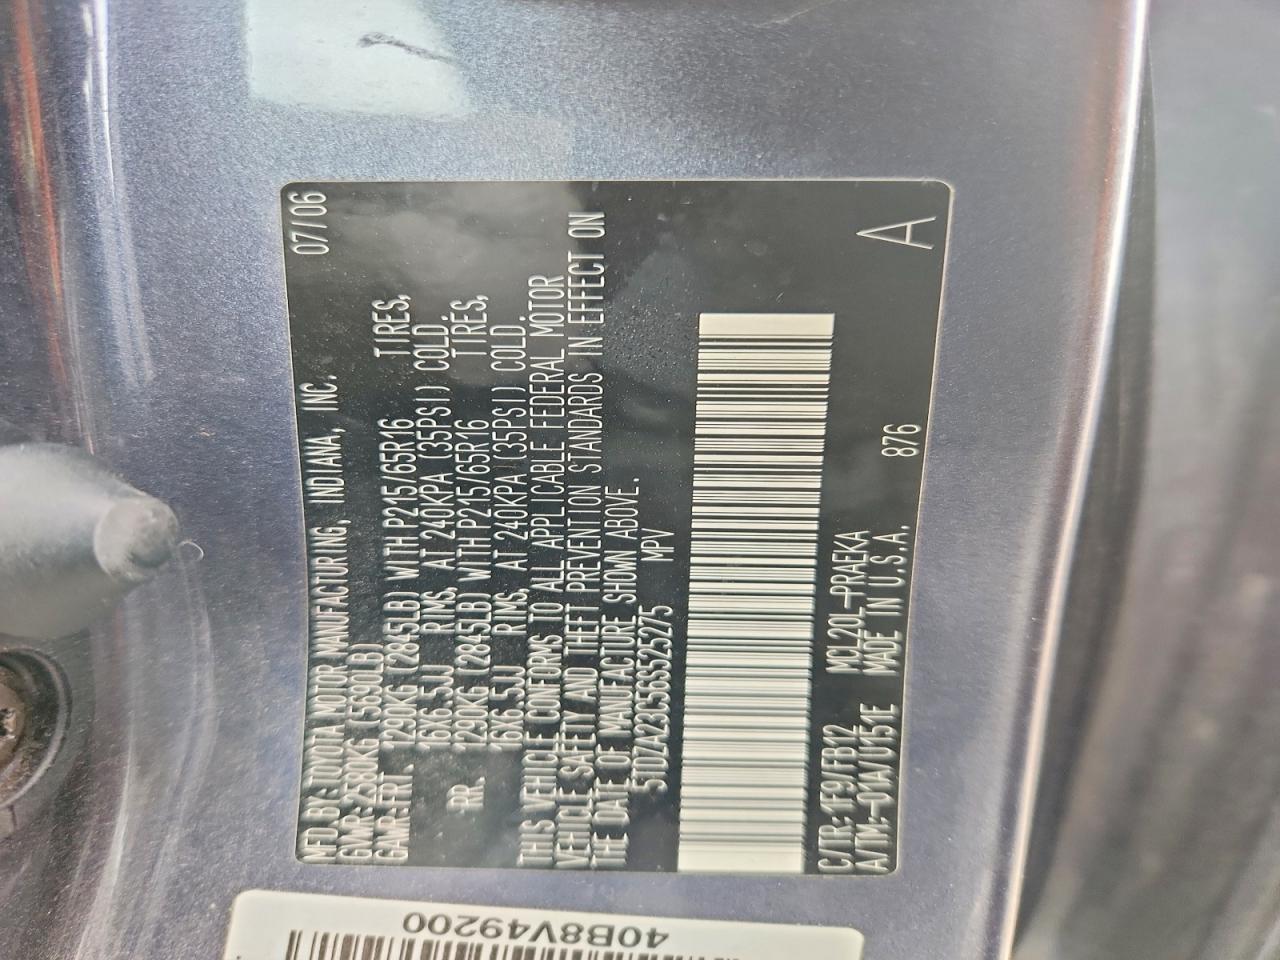 MFD.BY:TOYOTA MOTOR MANUFACTURING, INDIANA, INC. 07/06
GVWR 2380KG (5690LB)
GAWR:FRT. 1290KG (2845LB) WITH P215/65R16 TIRES,
16X6.5JJ RIMS, AT 240KPA (35PSI) COLD.
RR. 1290KG (2845LB) WITH P215/65R16 TIRES,
16X6.5JJ RIMS, AT 240KPA (35PSI) COLD.
THIS VEHICLE CONFORMS TO ALL APPLICABLE FEDERAL MOTOR
VEHICLE SAFETY AND THEFT PREVENTION STANDARDS IN EFFECT ON
THE DATE OF MANUFACTURE SHOWN ABOVE.
5TDZA23C56S525275 MPV
C/TR:1F9/FB12 MCL20L-PRAEKA
A/TM:-01A/U151E MADE IN U.S.A. 876
A
40B8V49200